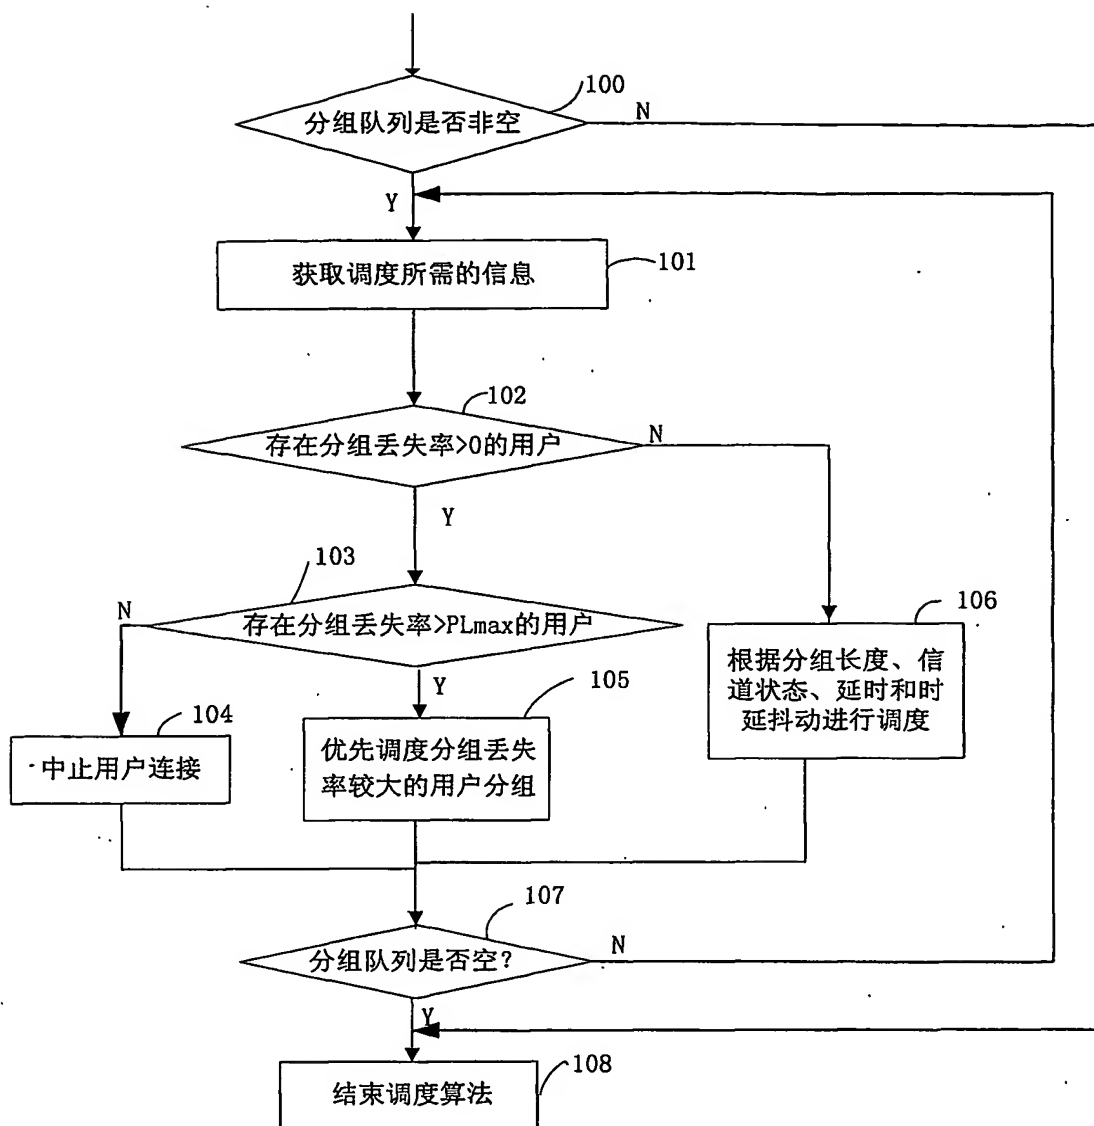 100
分组队列是否非空
N
Y
获取调度所需的信息
101
102
存在分组丢失率>0的用户
N
Y
103
存在分组丢失率>PLmax的用户
N
Y
106
根据分组长度、信
道状态、延时和时
延抖动进行调度
104
中止用户连接
105
优先调度分组丢失
率较大的用户分组
107
分组队列是否空?
N
Y
108
结束调度算法